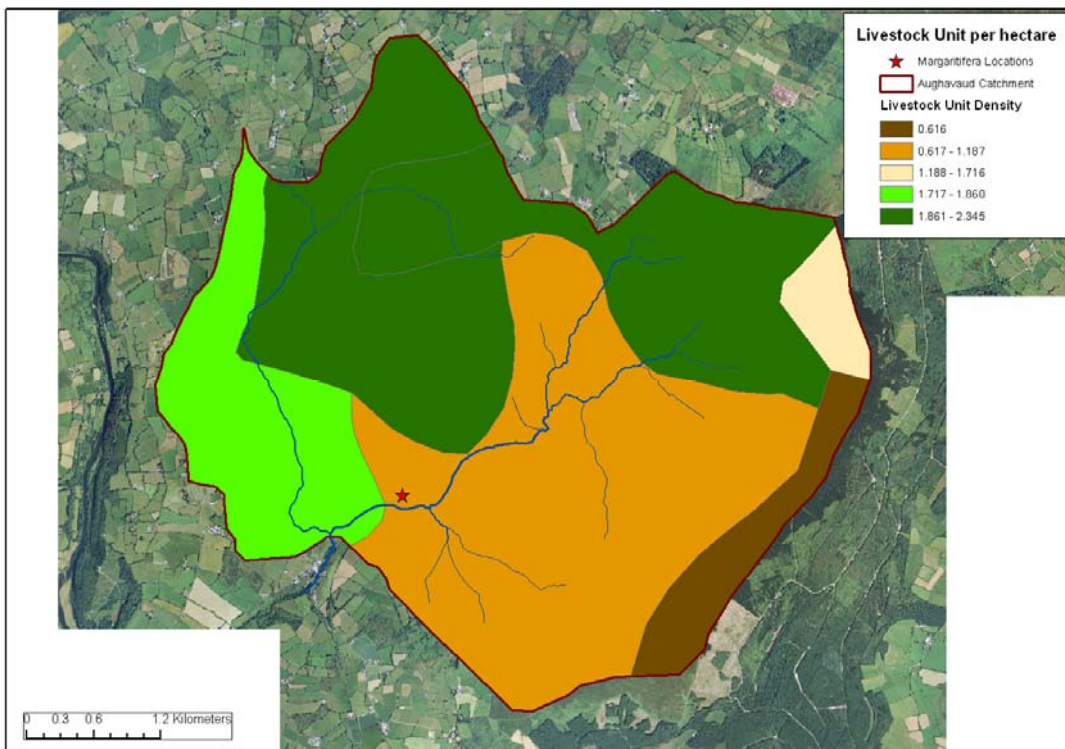 Livestock Unit per hectare
Margaritifera Locations
Aughavaud Catchment
Livestock Unit Density
0.616
0.617 - 1.187
1.188 - 1.716
1.717 - 1.860
1.861 - 2.345
0 0.3 0.6 1.2 Kilometers